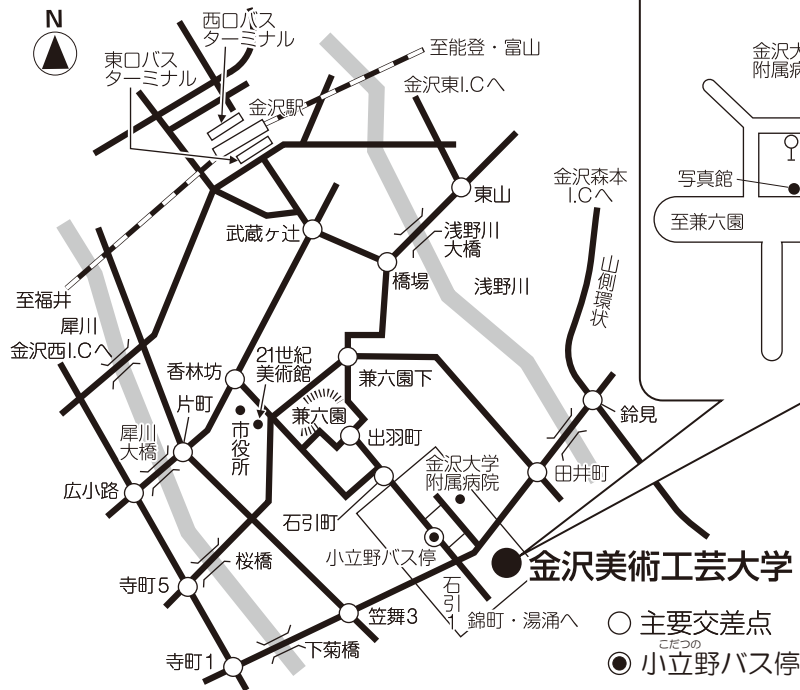 N
西口バス
ターミナル
東口バス
ターミナル
金沢駅
至能登・富山
金沢東I.Cへ
金沢大
附属病
写真館
至兼六園
東山
金沢森本
I.Cへ
武蔵ヶ辻
浅野川
大橋
橋場
浅野川
山側環状
至福井
犀川
金沢西I.Cへ
香林坊
21世紀
美術館
兼六園下
片町
兼六園
鈴見
市役所
出羽町
犀川
大橋
金沢大学
附属病院
田井町
広小路
石引町
小立野バス停
桜橋
金沢美術工芸大学
寺町5
石引1
笠舞3
錦町・湯涌へ
主要交差点
下菊橋
寺町1
こだつの
小立野バス停